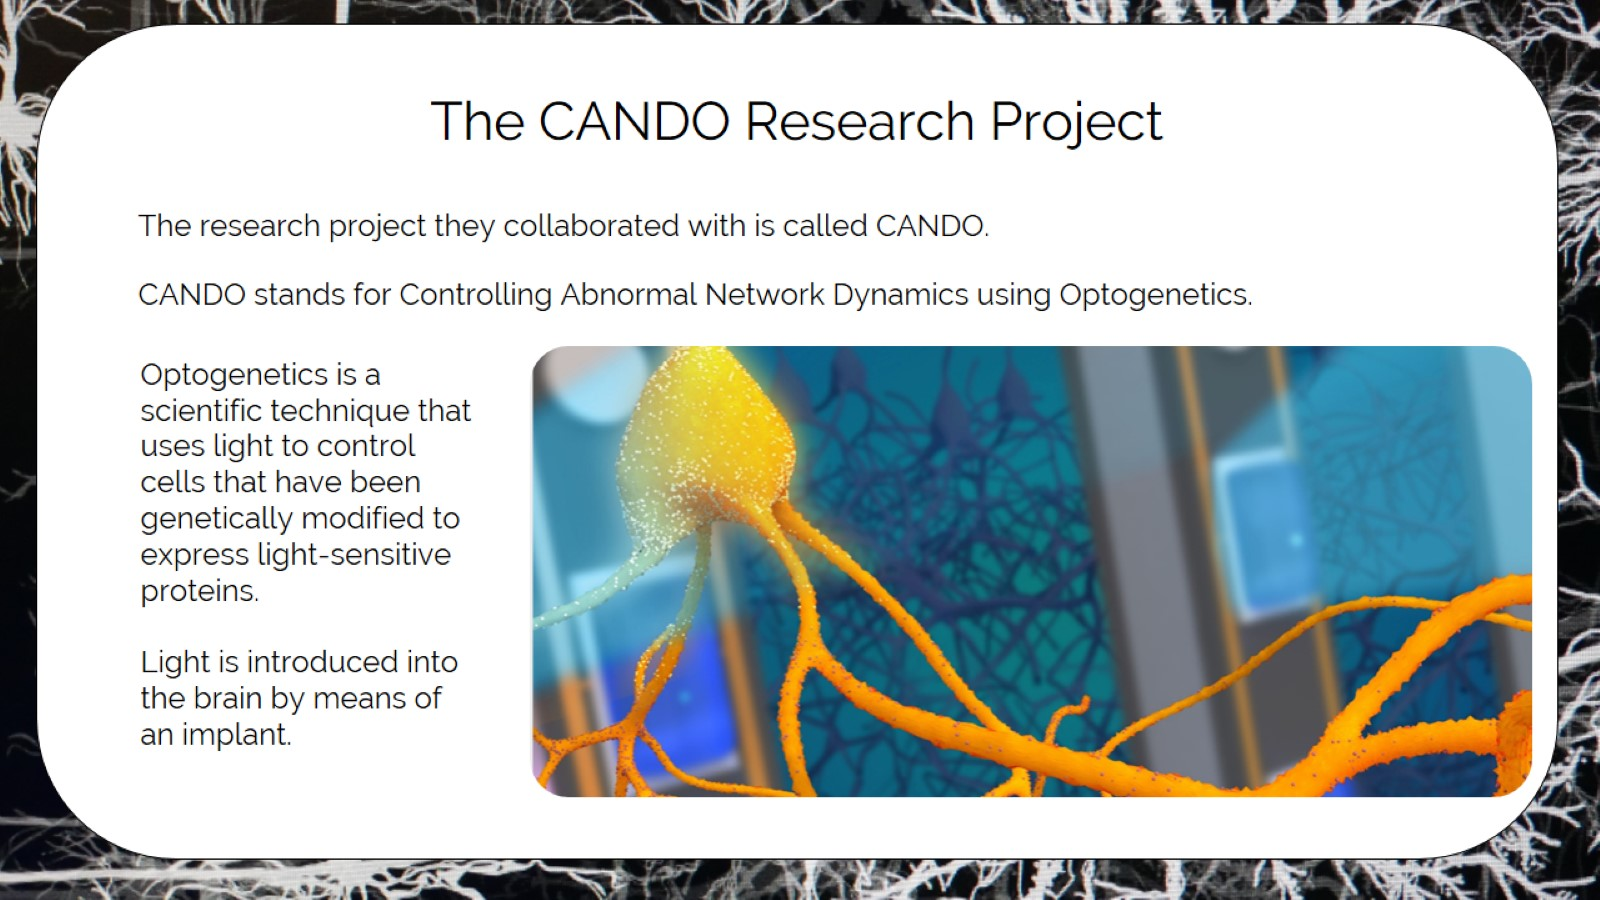 The CANDO Research Project
The research project they collaborated with is called CANDO.
CANDO stands for Controlling Abnormal Network Dynamics using Optogenetics.
Optogenetics is a
scientific technique that
uses light to control
cells that have been
genetically modified to
express light-sensitive
proteins.
Light is introduced into
the brain by means of
an implant.